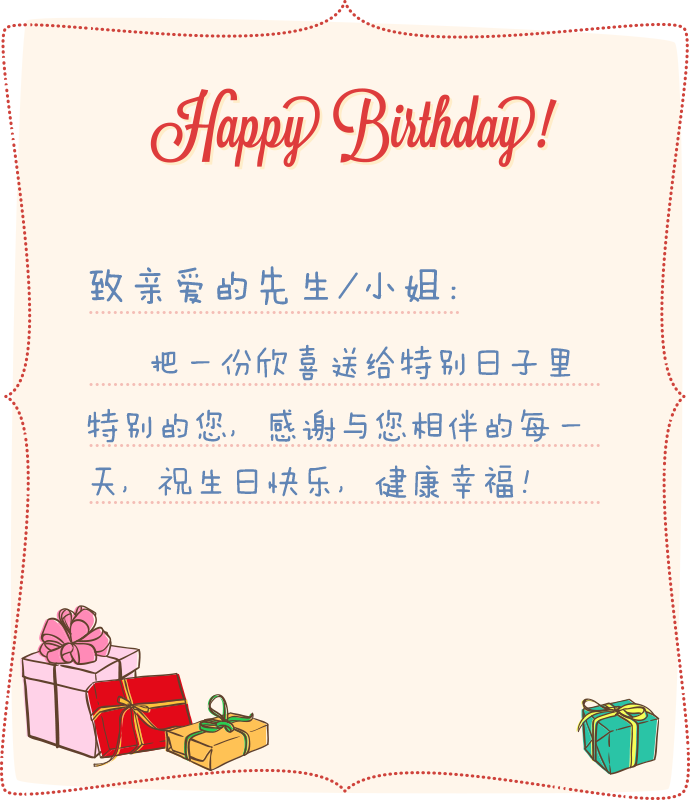 Happy Birthday!
致亲爱的先生/小姐:
把一份欣喜送给特别日子里
特别的您, 感谢与您相伴的每一
天, 祝生日快乐, 健康幸福!